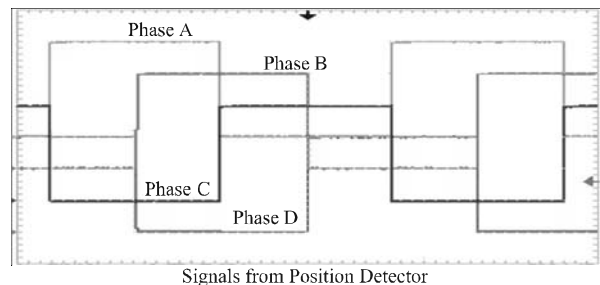 Phase A
Phase B
Phase C
Phase D
Signals from Position Detector